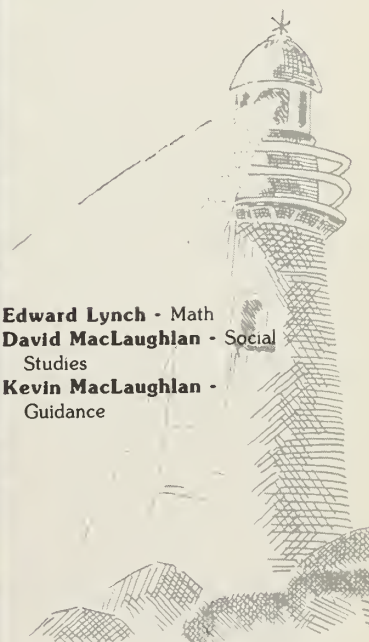 Edward Lynch - Math
David MacLaughlan - Social
Studies
Kevin MacLaughlan -
Guidance